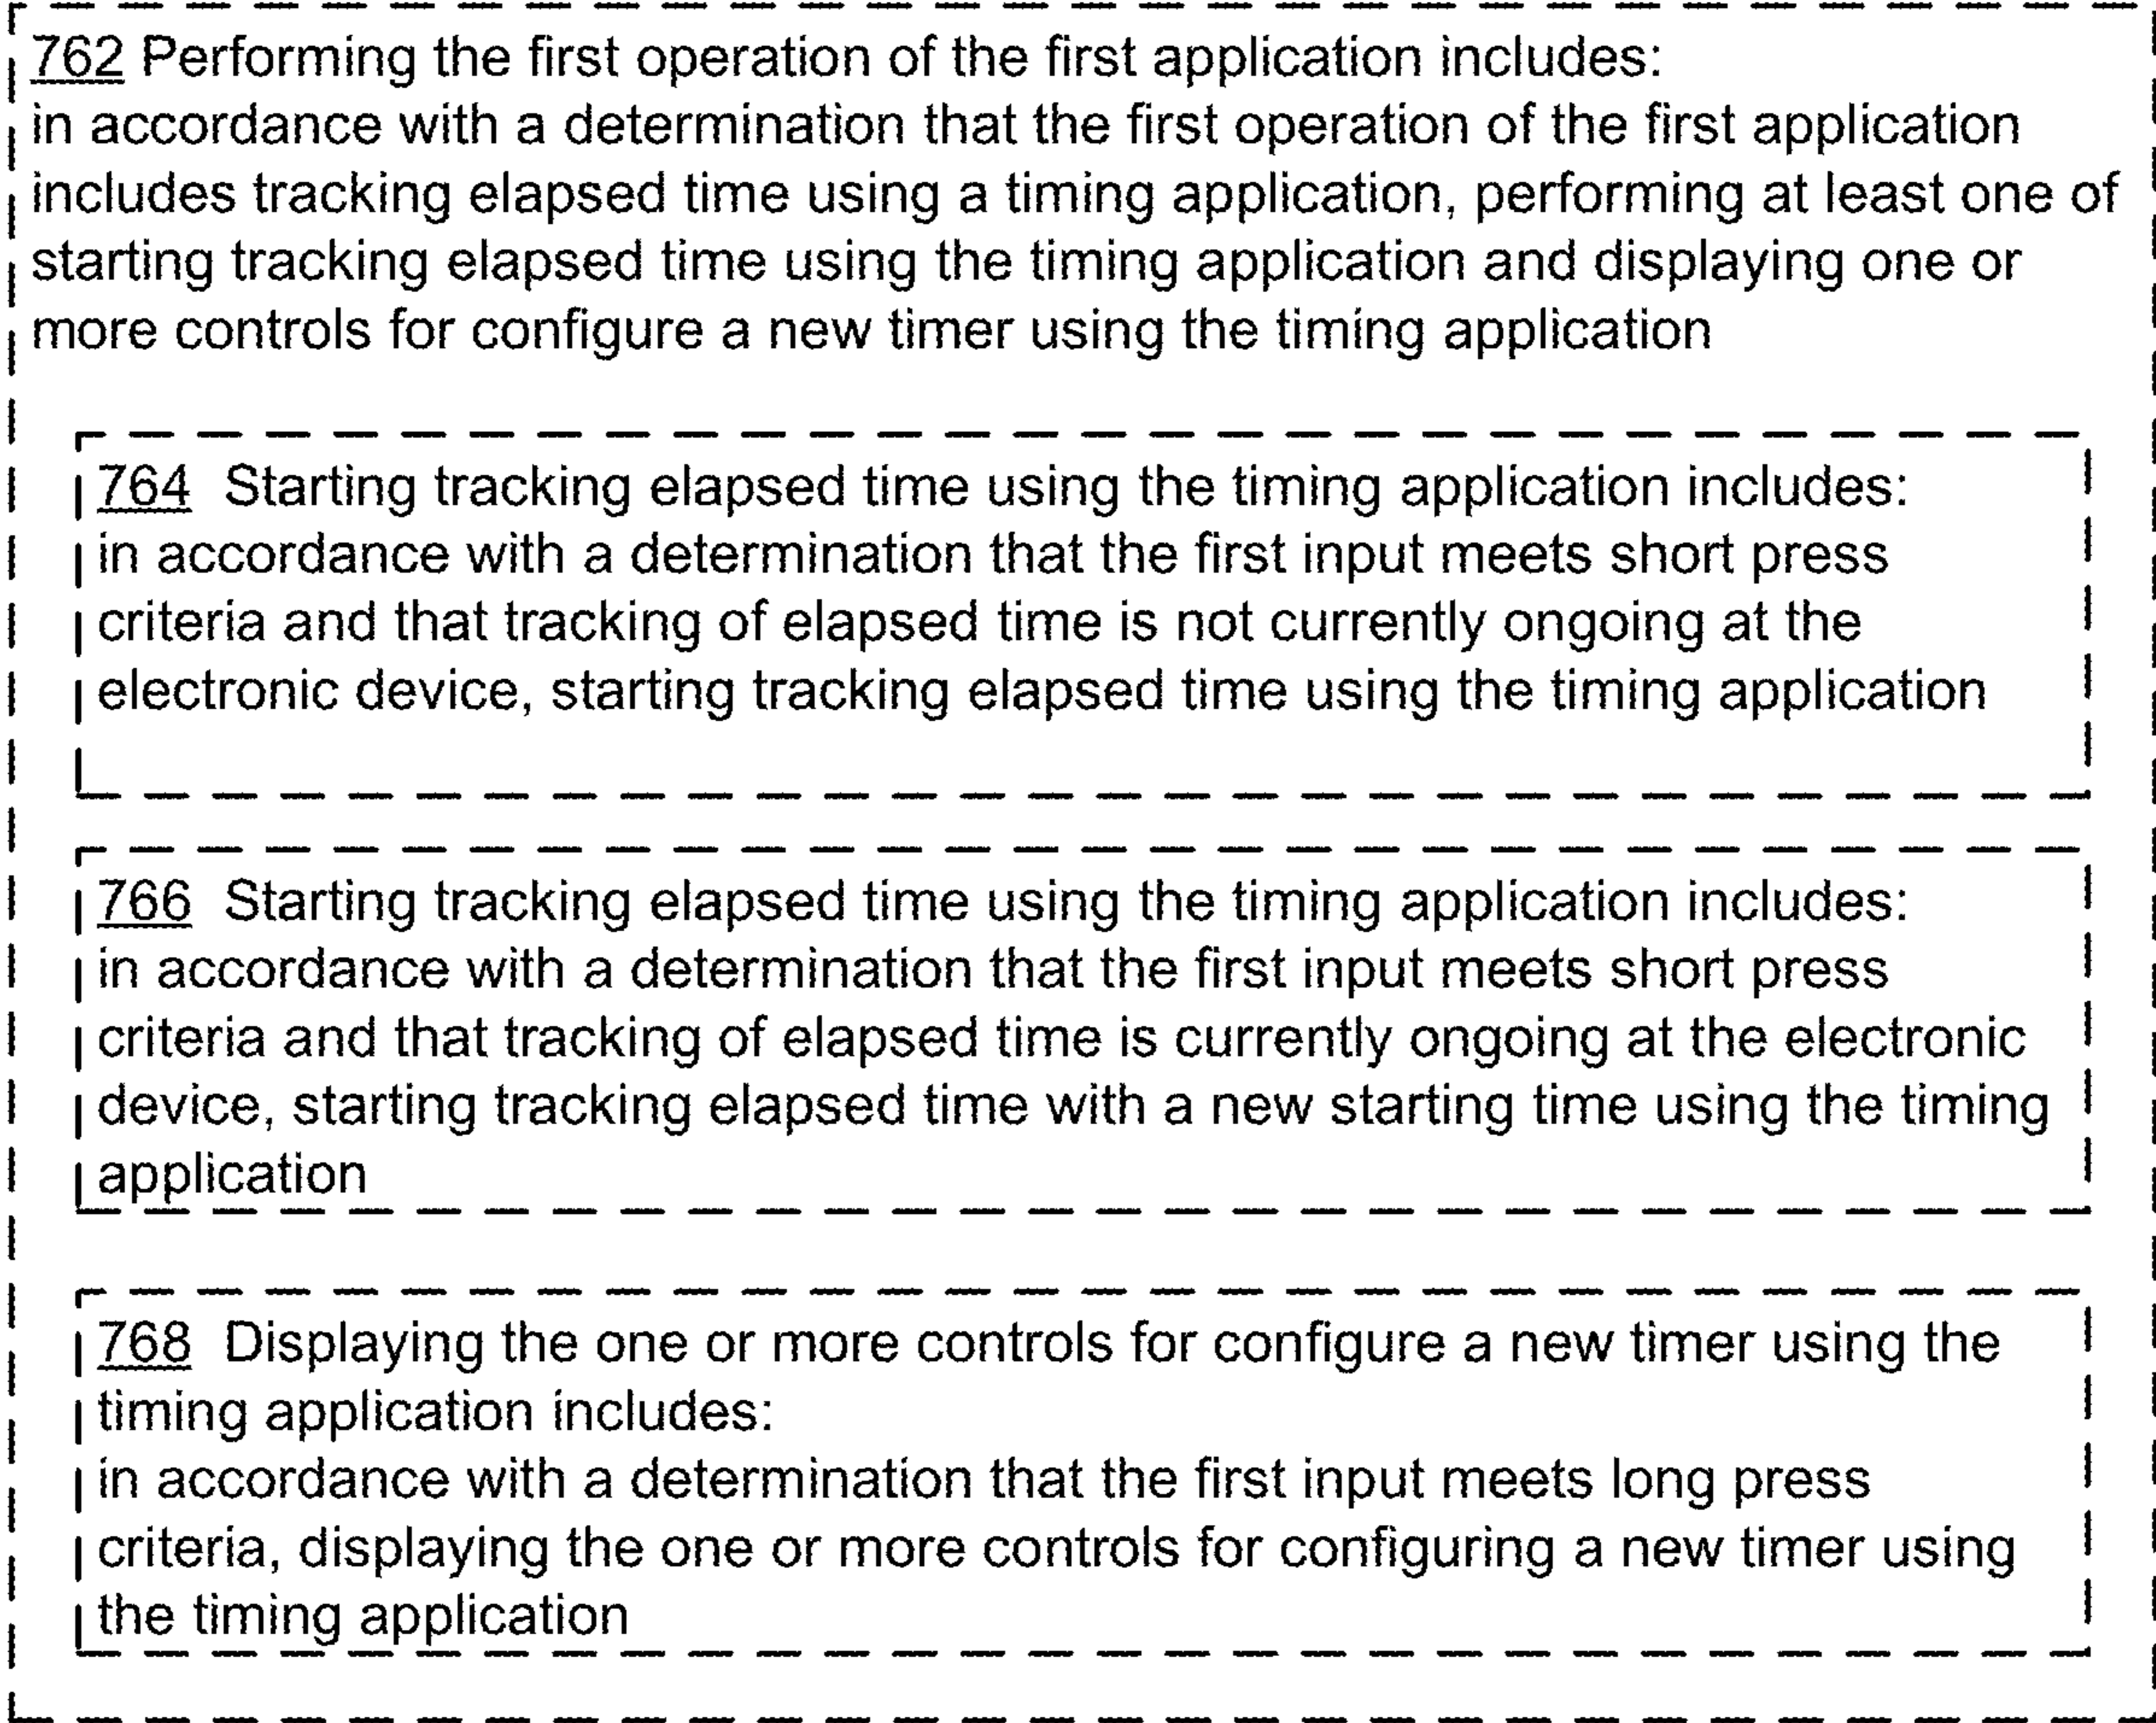 762 Performing the first operation of the first application includes:
in accordance with a determination that the first operation of the first application
includes tracking elapsed time using a timing application, performing at least one of
starting tracking elapsed time using the timing application and displaying one or
more controls for configure a new timer using the timing application
764 Starting tracking elapsed time using the timing application includes:
in accordance with a determination that the first input meets short press
criteria and that tracking of elapsed time is not currently ongoing at the
electronic device, starting tracking elapsed time using the timing application
766 Starting tracking elapsed time using the timing application includes:
in accordance with a determination that the first input meets short press
criteria and that tracking of elapsed time is currently ongoing at the electronic
device, starting tracking elapsed time with a new starting time using the timing
application
768 Displaying the one or more controls for configure a new timer using the
timing application includes:
in accordance with a determination that the first input meets long press
criteria, displaying the one or more controls for configuring a new timer using
the timing application